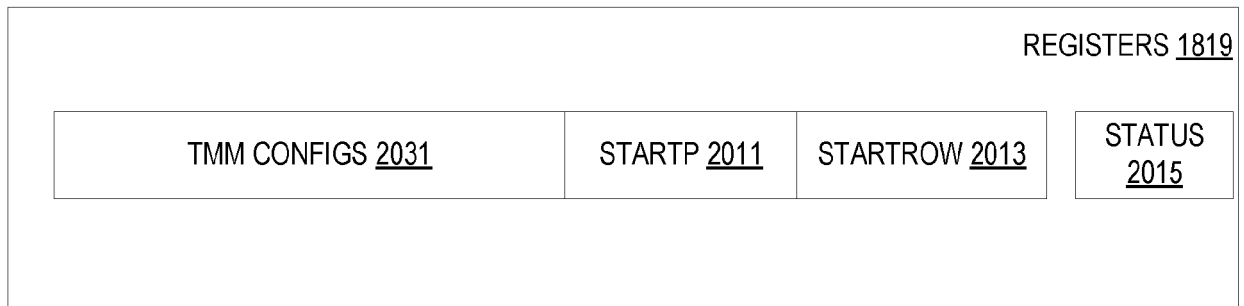 REGISTERS 1819
TMM CONFIGS 2031
STARTP 2011
STARTROW 2013
STATUS
2015